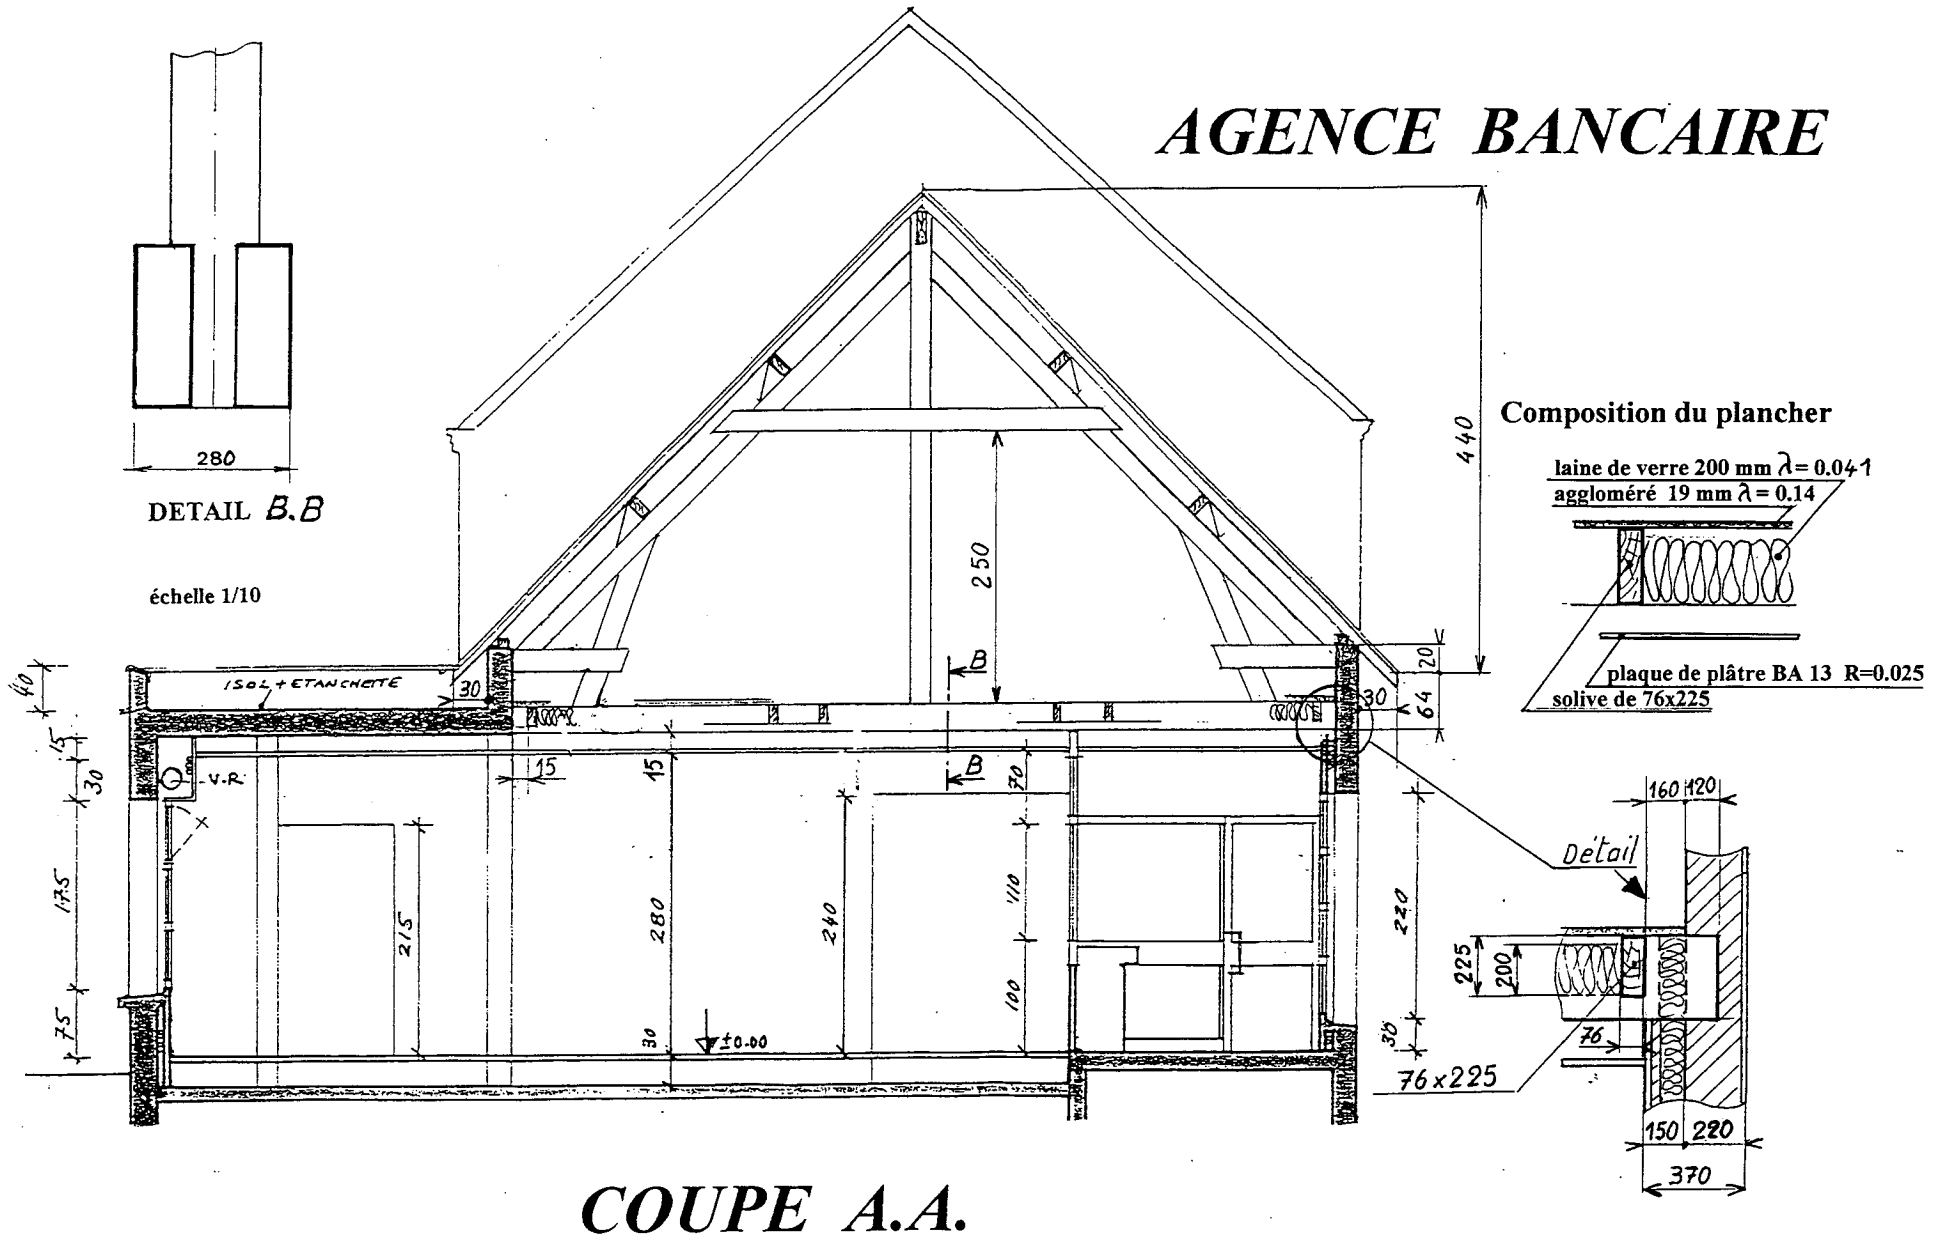 AGENCE BANCAIRE
280
DETAIL B.B
échelle 1/10
440
250
Composition du plancher
laine de verre 200 mm λ= 0.041
aggloméré 19 mm λ= 0.14
plaque de plâtre BA 13 R=0.025
solive de 76x225
B
20
64
30
40
ISOL + ETANCHEITE
30
15
30
V.R
15
15
B
70
175
75
215
280
30
240
110
100
±0.00
220
160 120
Détail
225
200
76
76x225
150 220
370
COUPE A.A.